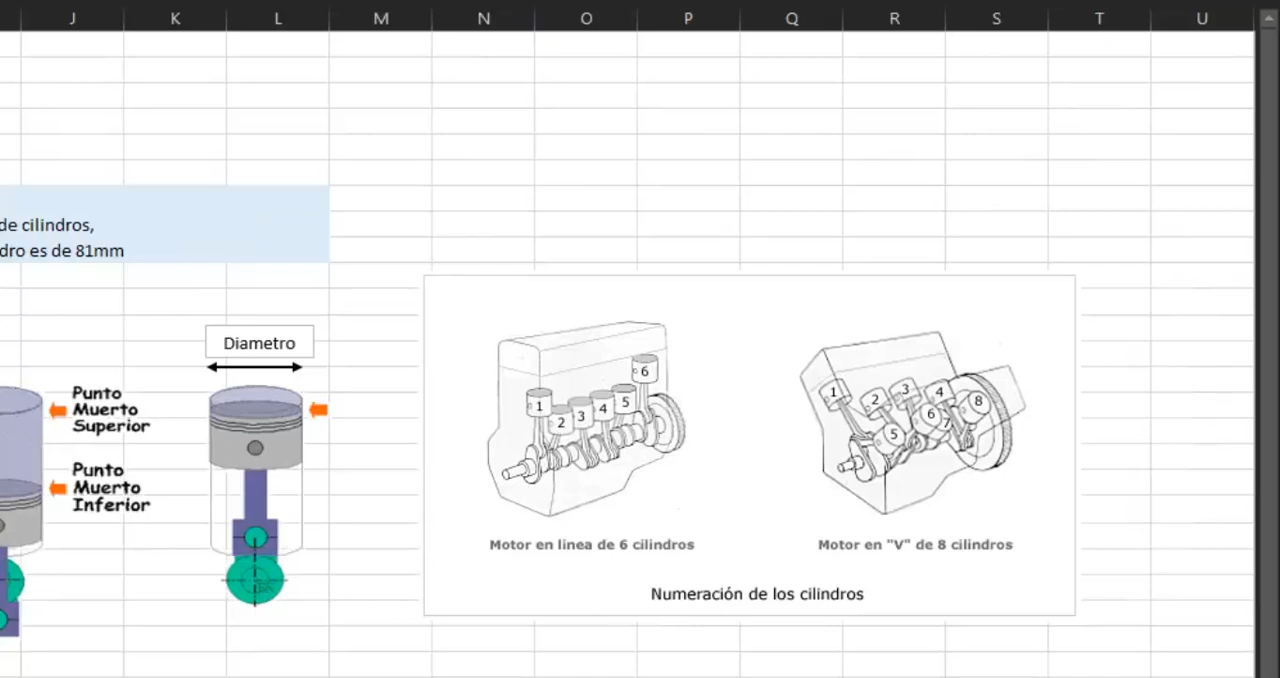 J K L M N O P Q R S T U
de cilindros,
dro es de 81mm
Diametro
Punto
Muerto
Superior
Punto
Muerto
Inferior
1 2 3 4 5 6
1 2 3 4 5 6 7 8
Motor en linea de 6 cilindros
Motor en "V" de 8 cilindros
Numeración de los cilindros